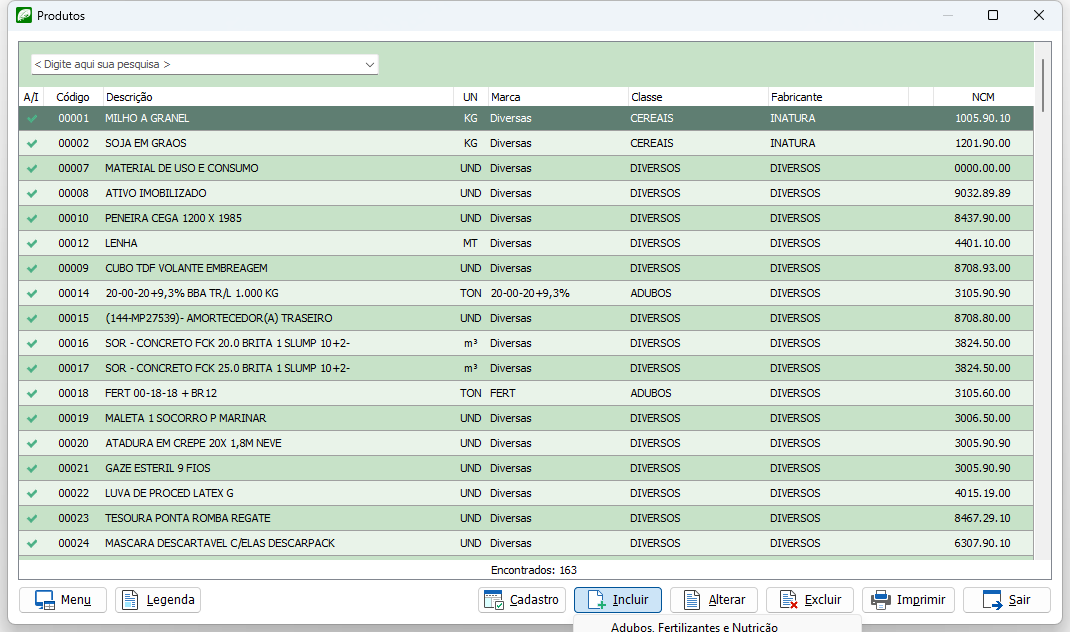 Produtos
< Digite aqui sua pesquisa >
A/I Código Descrição UN Marca Classe Fabricante NCM
00001 MILHO A GRANEL KG Diversas CEREAIS INATURA 1005.90.10
00002 SOJA EM GRAOS KG Diversas CEREAIS INATURA 1201.90.00
00007 MATERIAL DE USO E CONSUMO UND Diversas DIVERSOS DIVERSOS 0000.00.00
00008 ATIVO IMOBILIZADO UND Diversas DIVERSOS DIVERSOS 9032.89.89
00010 PENEIRA CEGA 1200 X 1985 UND Diversas DIVERSOS DIVERSOS 8437.90.00
00012 LENHA MT Diversas DIVERSOS DIVERSOS 4401.10.00
00009 CUBO TDF VOLANTE EMBREAGEM UND Diversas DIVERSOS DIVERSOS 8708.93.00
00014 20-00-20+9,3% BBA TR/L 1.000 KG TON 20-00-20+9,3% ADUBOS DIVERSOS 3105.90.90
00015 (144-MP27539)- AMORTECEDOR(A) TRASEIRO UND Diversas DIVERSOS DIVERSOS 8708.80.00
00016 SOR - CONCRETO FCK 20.0 BRITA 1 SLUMP 10+2- m³ Diversas DIVERSOS DIVERSOS 3824.50.00
00017 SOR - CONCRETO FCK 25.0 BRITA 1 SLUMP 10+2- m³ Diversas DIVERSOS DIVERSOS 3824.50.00
00018 FERT 00-18-18 + BR12 TON FERT ADUBOS DIVERSOS 3105.60.00
00019 MALETA 1 SOCORRO P MARINAR UND Diversas DIVERSOS DIVERSOS 3006.50.00
00020 ATADURA EM CREPE 20X 1,8M NEVE UND Diversas DIVERSOS DIVERSOS 3005.90.90
00021 GAZE ESTERIL 9 FIOS UND Diversas DIVERSOS DIVERSOS 3005.90.90
00022 LUVA DE PROCED LATEX G UND Diversas DIVERSOS DIVERSOS 4015.19.00
00023 TESOURA PONTA ROMBA REGATE UND Diversas DIVERSOS DIVERSOS 8467.29.10
00024 MASCARA DESCARTAVEL C/ELAS DESCARPACK UND Diversas DIVERSOS DIVERSOS 6307.90.10
Encontrados: 163
Menu Legenda Cadastro Incluir Alterar Excluir Imprimir Sair
Adubos, Fertilizantes e Nutrição